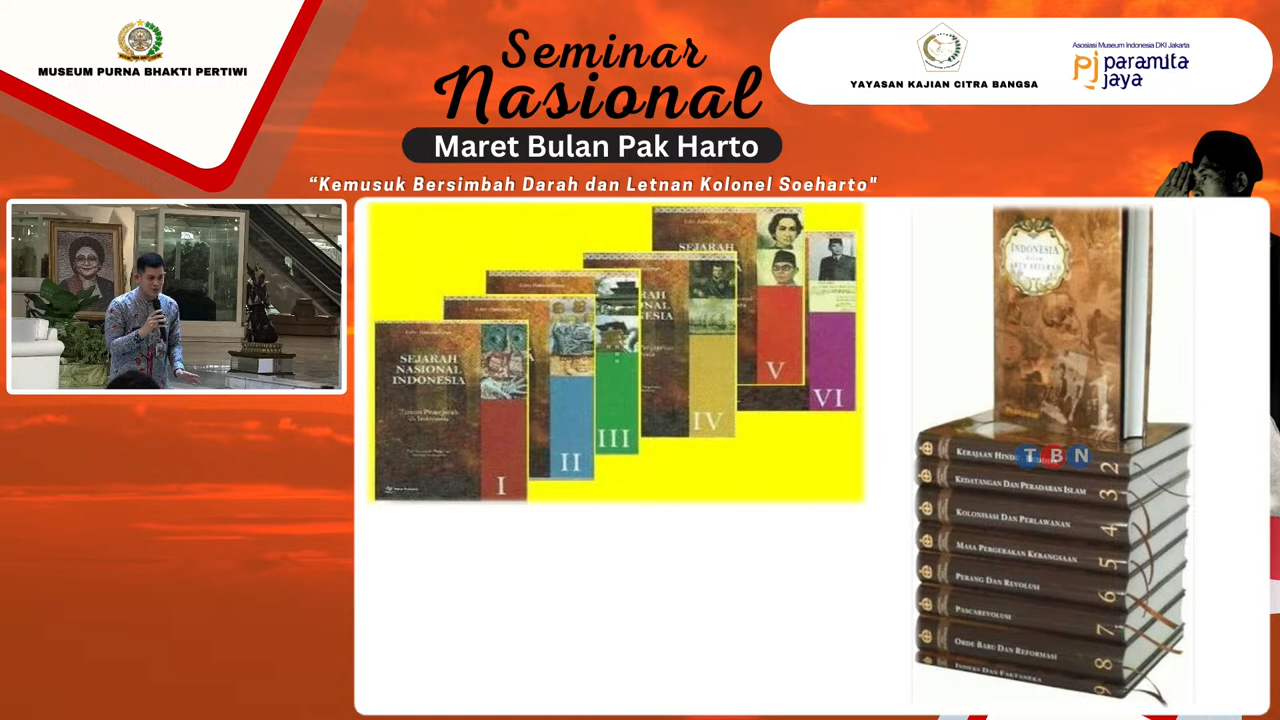 MUSEUM PURNA BHAKTI PERTIWI
Seminar
Nasional
Maret Bulan Pak Harto
“Kemusuk Bersimbah Darah dan Letnan Kolonel Soeharto"
YAYASAN KAJIAN CITRA BANGSA
Asosiasi Museum Indonesia DKI Jakarta
pj paramita
jaya
SEJARAH
NASIONAL
INDONESIA
I
II
III
IV
SEJARAH
V
VI
INDONESIA
1
TBN
KERAJAAN HINDU
2
KEDATANGAN DAN PERADABAN ISLAM
3
KOLONISASI DAN PERLAWANAN
4
MASA PERGERAKAN KEBANGSAAN
5
PERANG DAN REVOLUSI
6
PASCAREVOLUSI
7
ORDE BARU DAN REFORMASI
8
INDEKS DAN FAKTANEKA
9